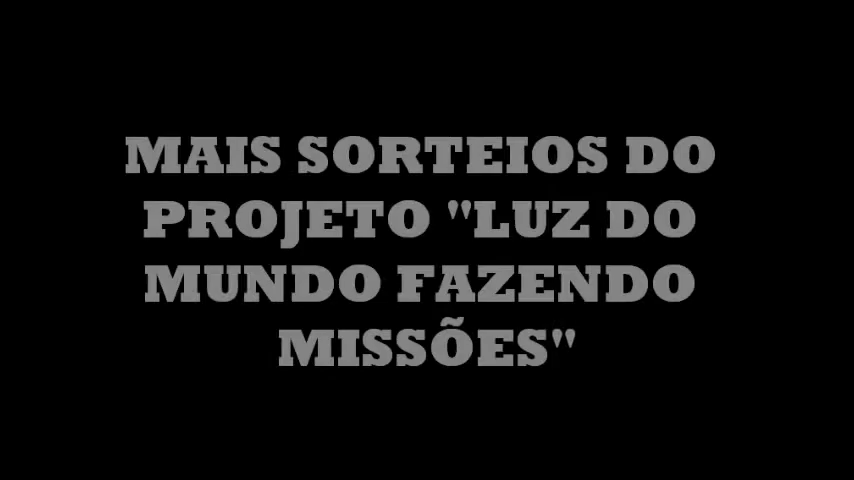 MAIS SORTEIOS DO
PROJETO "LUZ DO
MUNDO FAZENDO
MISSÕES"